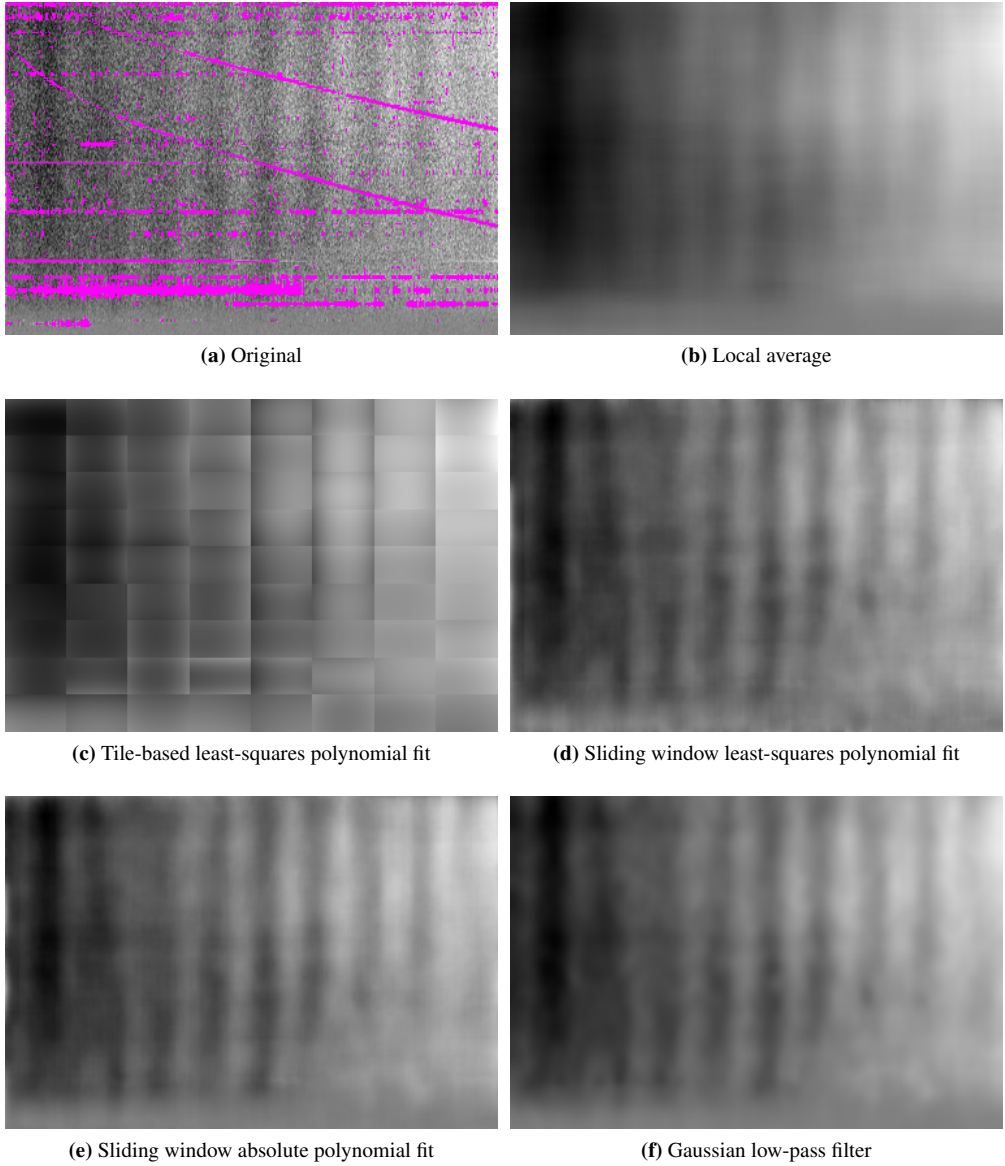 (a) Original
(b) Local average
(c) Tile-based least-squares polynomial fit
(d) Sliding window least-squares polynomial fit
(e) Sliding window absolute polynomial fit
(f) Gaussian low-pass filter